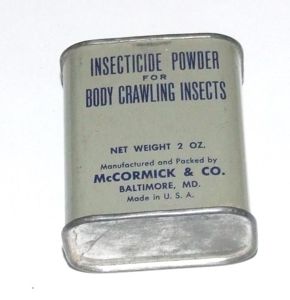 INSECTICIDE POWDER
FOR
BODY CRAWLING INSECTS
NET WEIGHT 2 OZ.
Manufactured and Packed by
McCORMICK & CO.
BALTIMORE, MD.
Made in U. S. A.